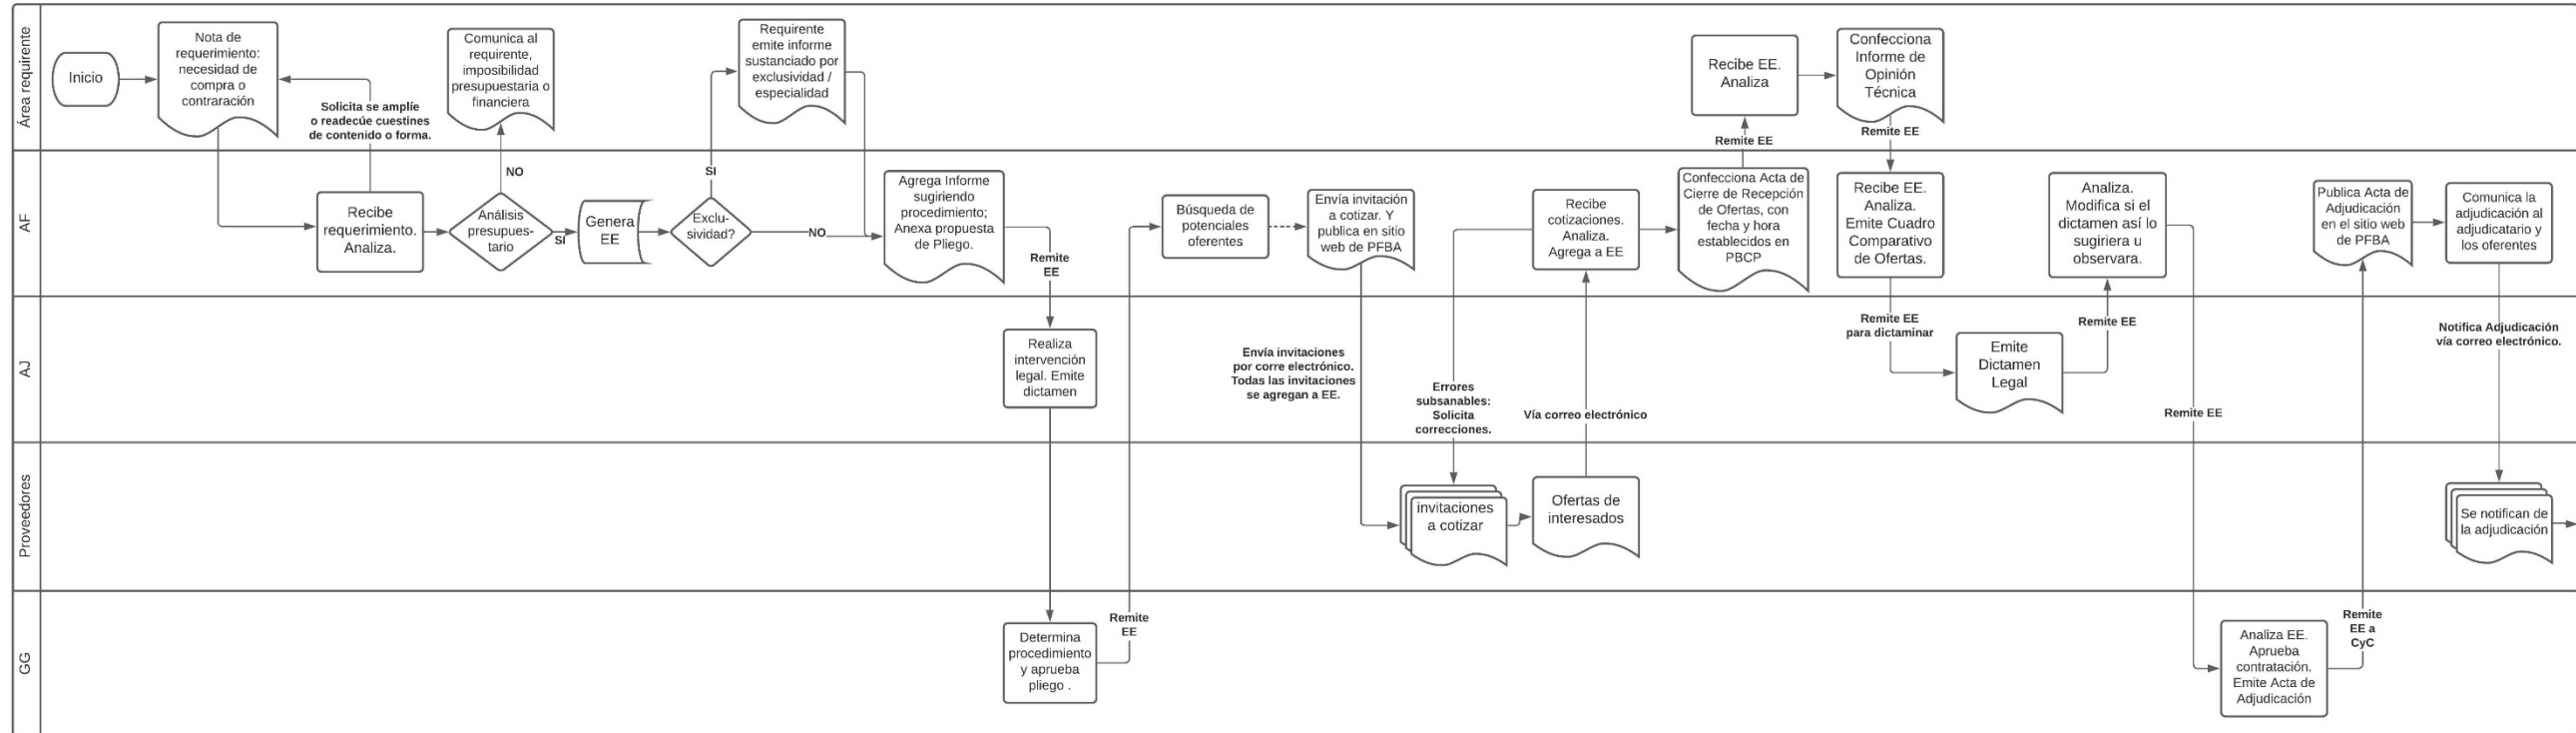 Área requirente
Inicio
Nota de
requerimiento:
necesidad de
compra o
contraración
Solicita se amplíe
o readecúe cuestines
de contenido o forma.
Comunica al
requirente,
imposibilidad
presupuestaria o
financiera
Requirente
emite informe
sustanciado por
exclusividad /
especialidad
Recibe EE.
Analiza
Confecciona
Informe de
Opinión
Técnica
Remite EE
Remite EE
AF
Recibe
requerimiento.
Analiza.
NO
Análisis
presupues-
tario
SI
Genera
EE
SI
Exclu-
sividad?
NO
Agrega Informe
sugiriendo
procedimiento;
Anexa propuesta
de Pliego.
Remite
EE
Búsqueda de
potenciales
oferentes
Envía invitación
a cotizar. Y
publica en sitio
web de PFBA
Recibe
cotizaciones.
Analiza.
Agrega a EE
Confecciona Acta de
Cierre de Recepción
de Ofertas, con
fecha y hora
establecidos en
PBCP
Recibe EE.
Analiza.
Emite Cuadro
Comparativo
de Ofertas.
Analiza.
Modifica si el
dictamen así lo
sugiriera u
observara.
Publica Acta de
Adjudicación
en el sitio web
de PFBA
Comunica la
adjudicación al
adjudicatario y
los oferentes
AJ
Realiza
intervención
legal. Emite
dictamen
Envía invitaciones
por corre electrónico.
Todas las invitaciones
se agregan a EE.
Errores
subsanables:
Solicita
correcciones.
Vía correo electrónico
Remite EE
para dictaminar
Emite
Dictamen
Legal
Remite EE
Remite EE
Notifica Adjudicación
vía correo electrónico.
Proveedores
invitaciones
a cotizar
Ofertas de
interesados
Se notifican de
la adjudicación
GG
Determina
procedimiento
y aprueba
pliego .
Remite
EE
Analiza EE.
Aprueba
contratación.
Emite Acta de
Adjudicación
Remite
EE a
CyC